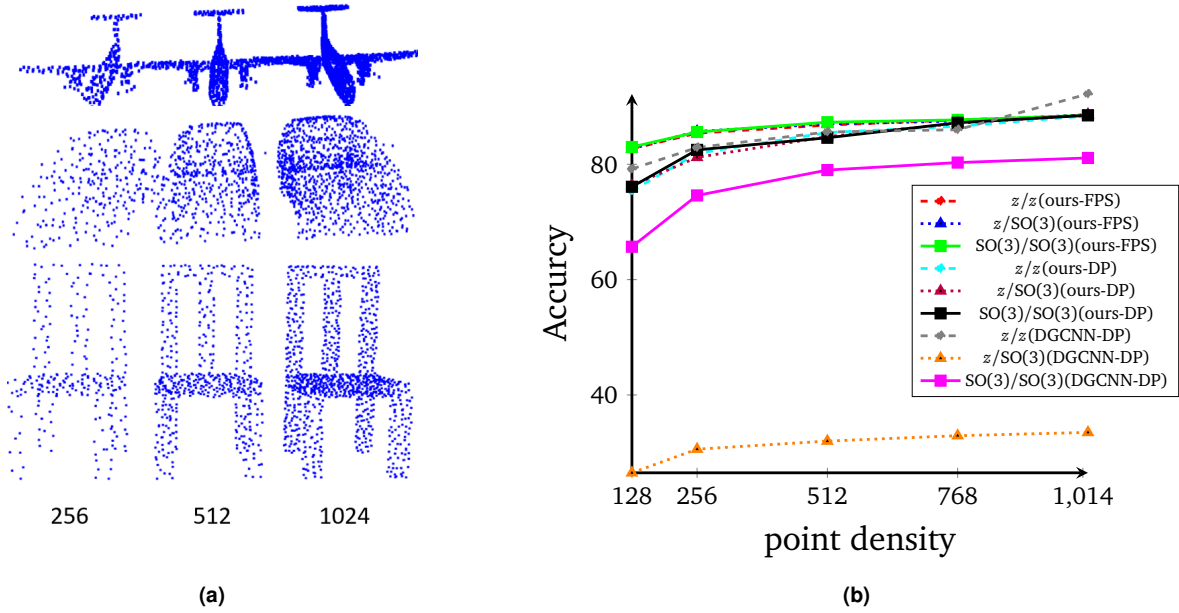 256 512 1024
(a)
Accurcy
80
60
40
128 256 512 768 1,014
point density
z/z(ours-FPS)
z/SO(3)(ours-FPS)
SO(3)/SO(3)(ours-FPS)
z/z(ours-DP)
z/SO(3)(ours-DP)
SO(3)/SO(3)(ours-DP)
z/z(DGCNN-DP)
z/SO(3)(DGCNN-DP)
SO(3)/SO(3)(DGCNN-DP)
(b)